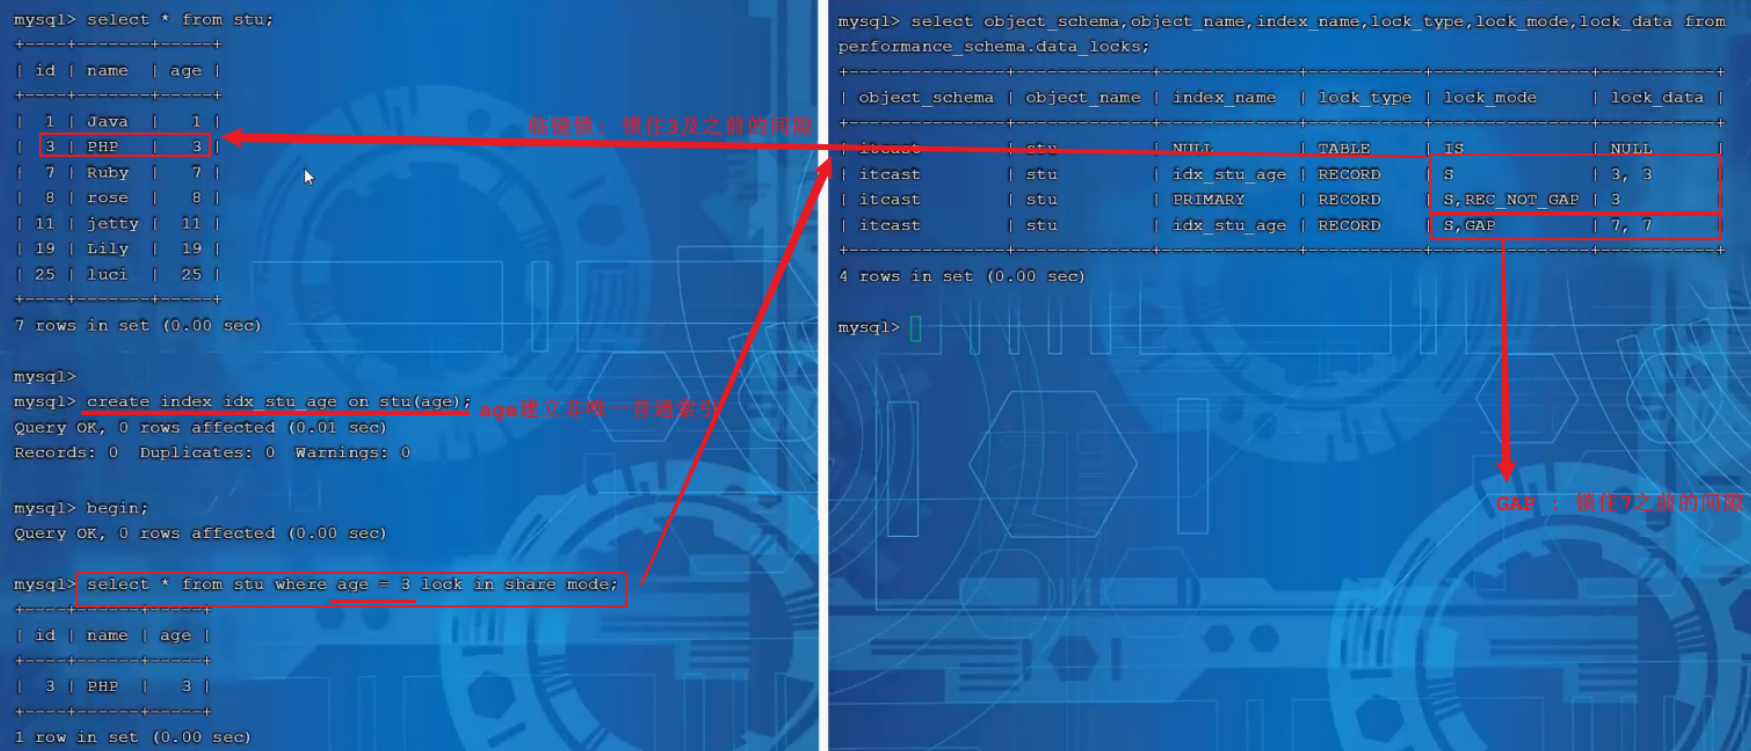 mysql> select * from stu;
+----+-------+-----+
| id | name  | age |
+----+-------+-----+
|  1 | Java  |   1 |
|  3 | PHP   |   3 |
|  7 | Ruby  |   7 |
|  8 | rose  |   8 |
| 11 | jetty |  11 |
| 19 | Lily  |  19 |
| 25 | luci  |  25 |
+----+-------+-----+
7 rows in set (0.00 sec)
mysql>
mysql> create index idx_stu_age on stu(age);
age建立非唯一普通索引
Query OK, 0 rows affected (0.01 sec)
Records: 0  Duplicates: 0  Warnings: 0
mysql> begin;
Query OK, 0 rows affected (0.00 sec)
mysql> select * from stu where age = 3 lock in share mode;
+----+------+-----+
| id | name | age |
+----+------+-----+
|  3 | PHP  |   3 |
+----+------+-----+
1 row in set (0.00 sec)
临键锁: 锁住3及之前的间隙
mysql> select object_schema,object_name,index_name,lock_type,lock_mode,lock_data from
performance_schema.data_locks;
+---------------+-------------+-------------+-----------+---------------+-----------+
| object_schema | object_name | index_name  | lock_type | lock_mode     | lock_data |
+---------------+-------------+-------------+-----------+---------------+-----------+
| itcast        | stu         | NULL        | TABLE     | IS            | NULL      |
| itcast        | stu         | idx_stu_age | RECORD    | S             | 3, 3      |
| itcast        | stu         | PRIMARY     | RECORD    | S,REC_NOT_GAP | 3         |
| itcast        | stu         | idx_stu_age | RECORD    | S,GAP         | 7, 7      |
+---------------+-------------+-------------+-----------+---------------+-----------+
4 rows in set (0.00 sec)
mysql>
GAP : 锁住7之前的间隙